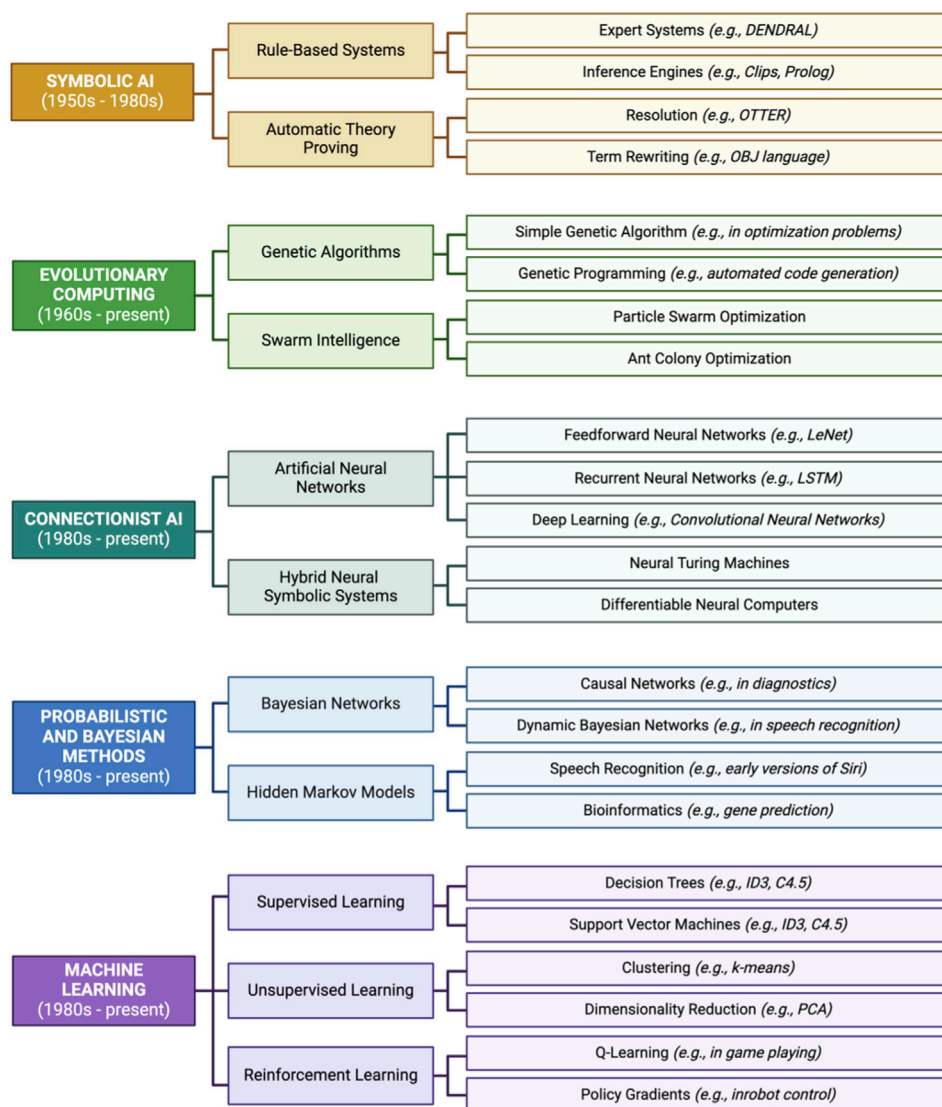 SYMBOLIC AI
(1950s - 1980s)
Rule-Based Systems
Expert Systems (e.g., DENDRAL)
Inference Engines (e.g., Clips, Prolog)
Automatic Theory
Proving
Resolution (e.g., OTTER)
Term Rewriting (e.g., OBJ language)
EVOLUTIONARY
COMPUTING
(1960s - present)
Genetic Algorithms
Simple Genetic Algorithm (e.g., in optimization problems)
Genetic Programming (e.g., automated code generation)
Swarm Intelligence
Particle Swarm Optimization
Ant Colony Optimization
CONNECTIONIST AI
(1980s - present)
Artificial Neural
Networks
Feedforward Neural Networks (e.g., LeNet)
Recurrent Neural Networks (e.g., LSTM)
Deep Learning (e.g., Convolutional Neural Networks)
Hybrid Neural
Symbolic Systems
Neural Turing Machines
Differentiable Neural Computers
PROBABILISTIC
AND BAYESIAN
METHODS
(1980s - present)
Bayesian Networks
Causal Networks (e.g., in diagnostics)
Dynamic Bayesian Networks (e.g., in speech recognition)
Hidden Markov Models
Speech Recognition (e.g., early versions of Siri)
Bioinformatics (e.g., gene prediction)
MACHINE
LEARNING
(1980s - present)
Supervised Learning
Decision Trees (e.g., ID3, C4.5)
Support Vector Machines (e.g., ID3, C4.5)
Unsupervised Learning
Clustering (e.g., k-means)
Dimensionality Reduction (e.g., PCA)
Reinforcement Learning
Q-Learning (e.g., in game playing)
Policy Gradients (e.g., inrobot control)